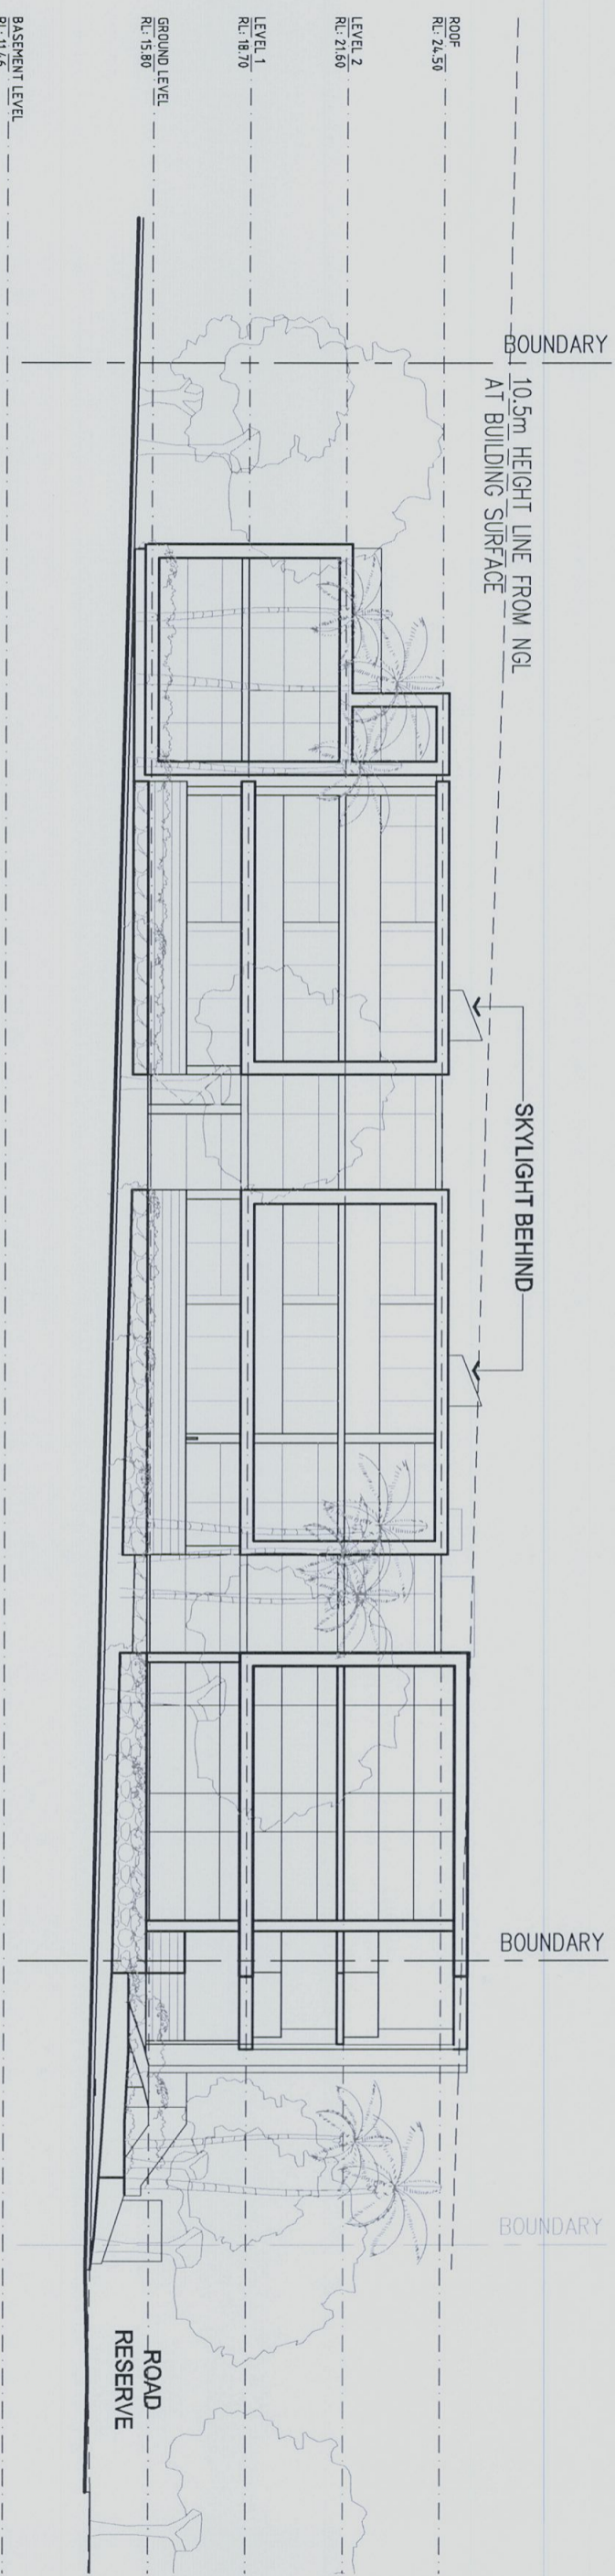 ROOF
RL: 24.50
LEVEL 2
RL: 21.60
LEVEL 1
RL: 18.70
GROUND LEVEL
RL: 15.80
BASEMENT LEVEL
BOUNDARY
10.5m HEIGHT LINE FROM NGL
AT BUILDING SURFACE
SKYLIGHT BEHIND
BOUNDARY
BOUNDARY
ROAD
RESERVE